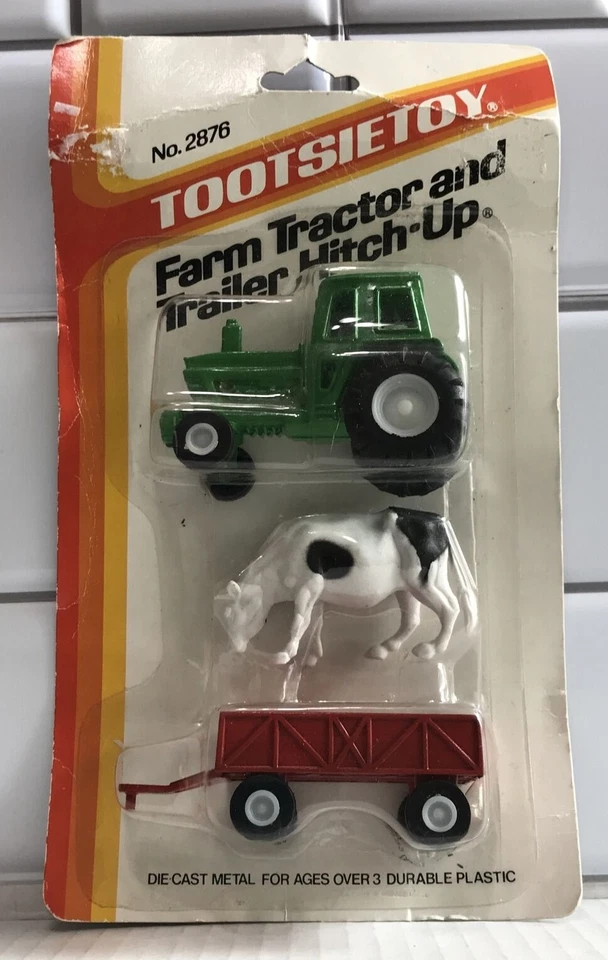 No. 2876
TOOTSIETOY®
Farm Tractor and
Trailer Hitch-Up®
DIE-CAST METAL FOR AGES OVER 3 DURABLE PLASTIC